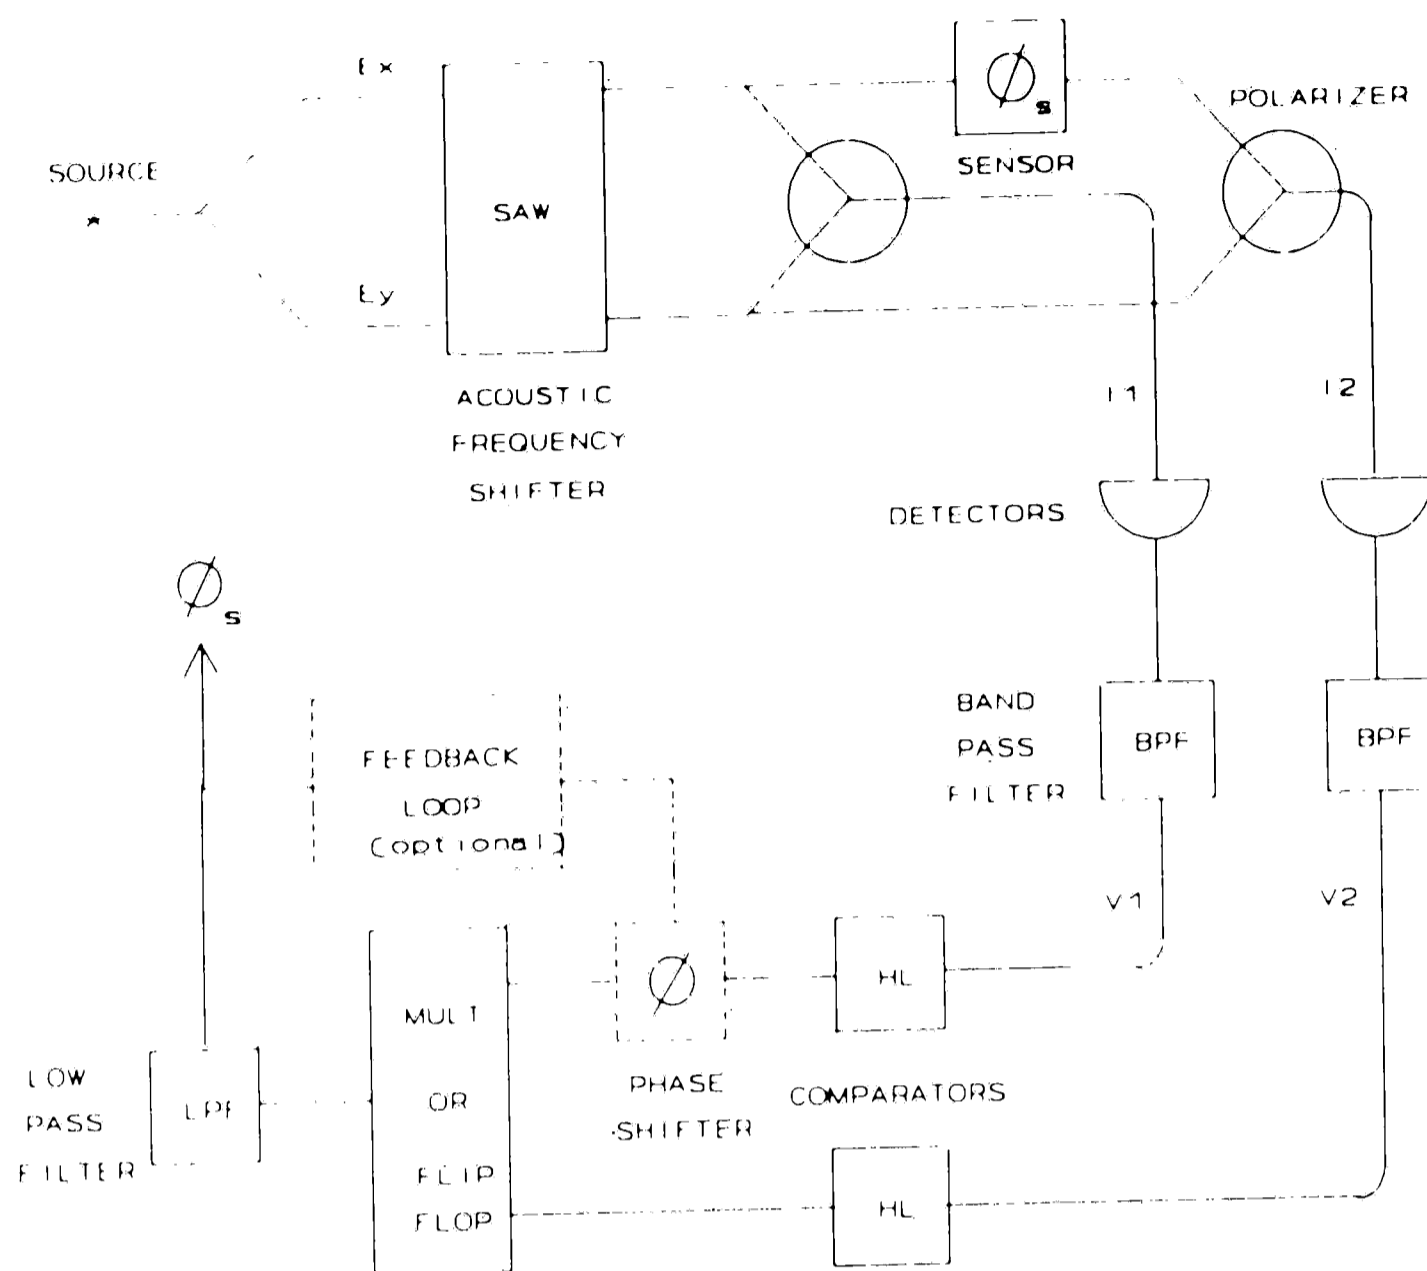 Ex
SOURCE
*
SAW
Ey
ACOUSTIC
FREQUENCY
SHIFTER
Øs
SENSOR
POLARIZER
I1
I2
DETECTORS
Øs
FEEDBACK
LOOP
(optional)
BAND
PASS
FILTER
BPF
BPF
V1
V2
MULT
OR
FLIP
FLOP
Ø
PHASE
SHIFTER
HL
COMPARATORS
HL
LOW
PASS
FILTER
LPF